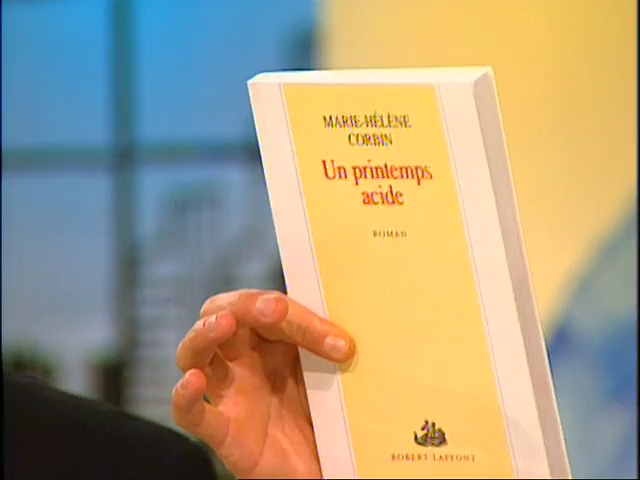 MARIE-HÉLÈNE
CORBIN
Un printemps
acide
ROMAN
ROBERT LAFFONT